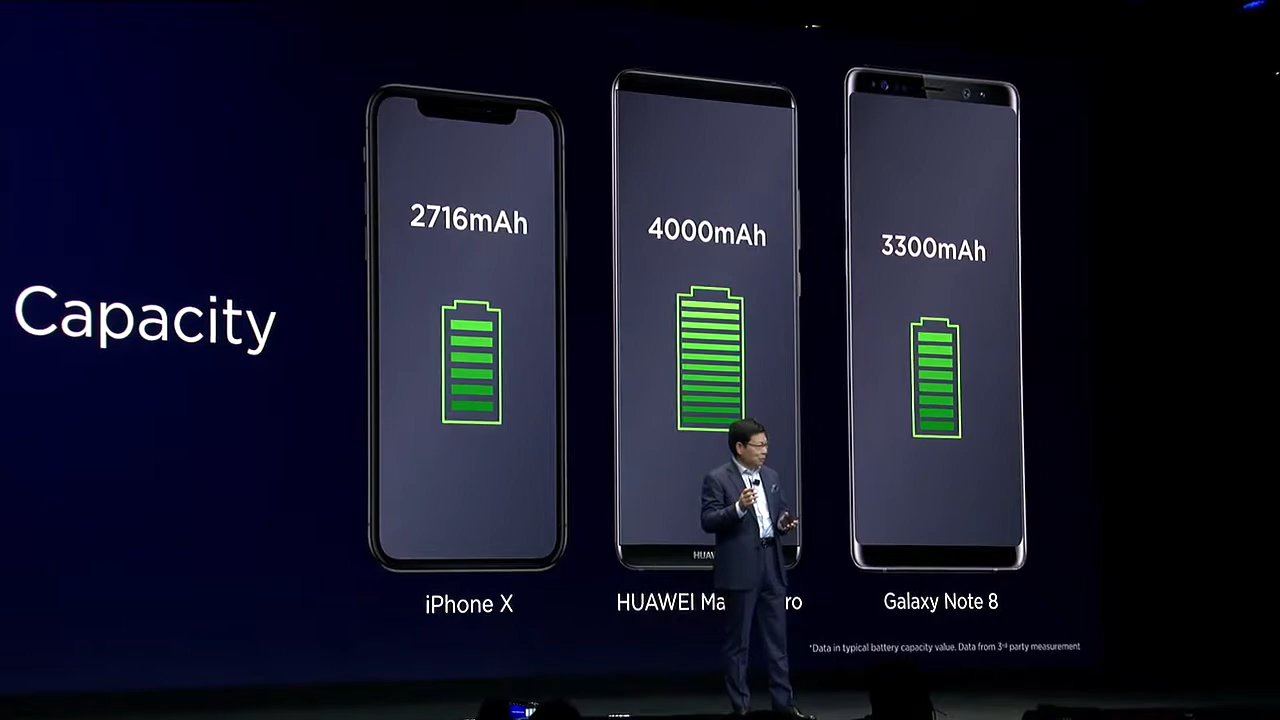 Capacity
2716mAh
4000mAh
3300mAh
HUAW
iPhone X
HUAWEI Ma ro
Galaxy Note 8
*Data in typical battery capacity value. Data from 3rd party measurement